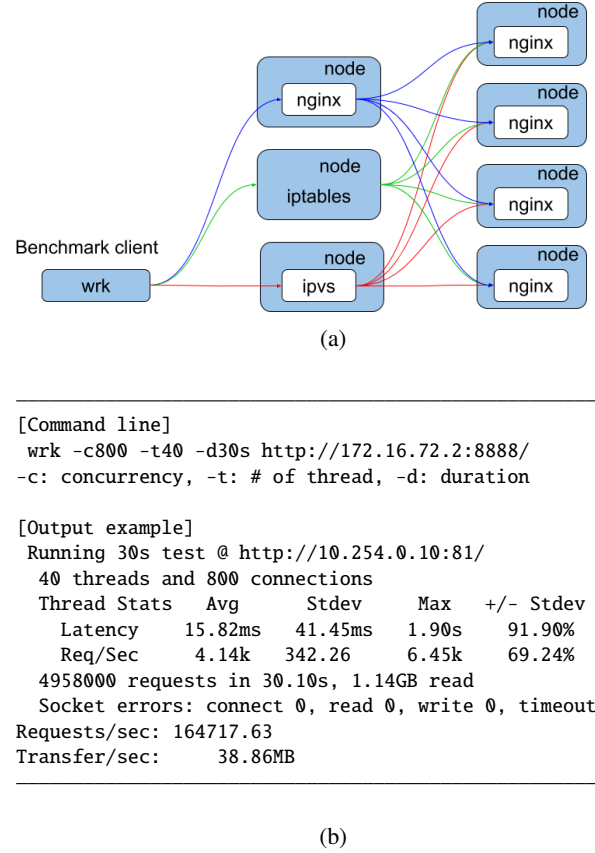 node
nginx
node
nginx
node
nginx
node
iptables
node
nginx
Benchmark client
wrk
node
ipvs
node
nginx
(a)
[Command line]
wrk -c800 -t40 -d30s http://172.16.72.2:8888/
-c: concurrency, -t: # of thread, -d: duration
[Output example]
Running 30s test @ http://10.254.0.10:81/
40 threads and 800 connections
Thread Stats Avg Stdev Max +/- Stdev
Latency 15.82ms 41.45ms 1.90s 91.90%
Req/Sec 4.14k 342.26 6.45k 69.24%
4958000 requests in 30.10s, 1.14GB read
Socket errors: connect 0, read 0, write 0, timeout
Requests/sec: 164717.63
Transfer/sec: 38.86MB
(b)